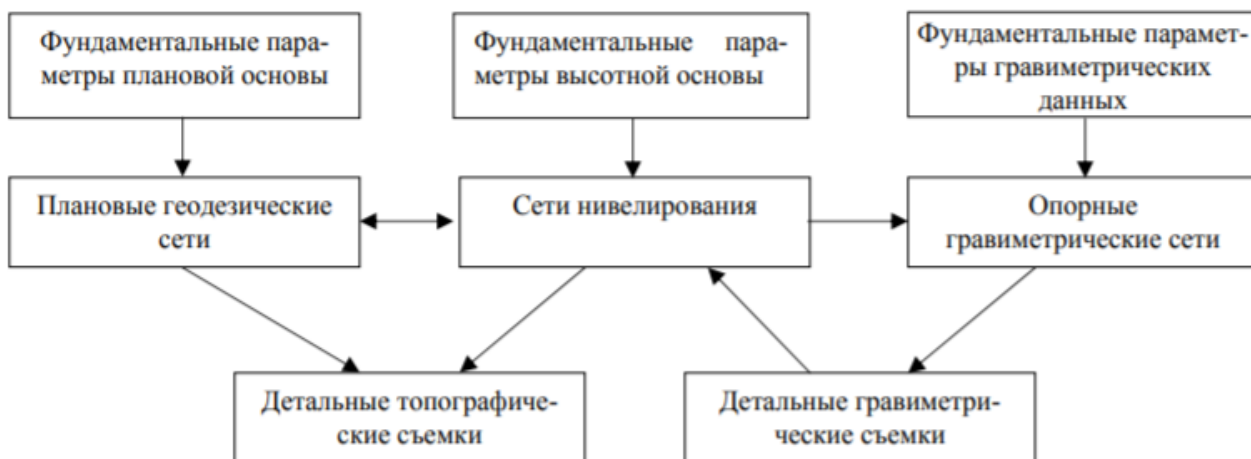 Фундаментальные пара-
метры плановой основы
Фундаментальные пара-
метры высотной основы
Фундаментальные парамет-
ры гравиметрических
данных
Плановые геодезические
сети
Сети нивелирования
Опорные
гравиметрические сети
Детальные топографиче-
ские съемки
Детальные гравиметри-
ческие съемки